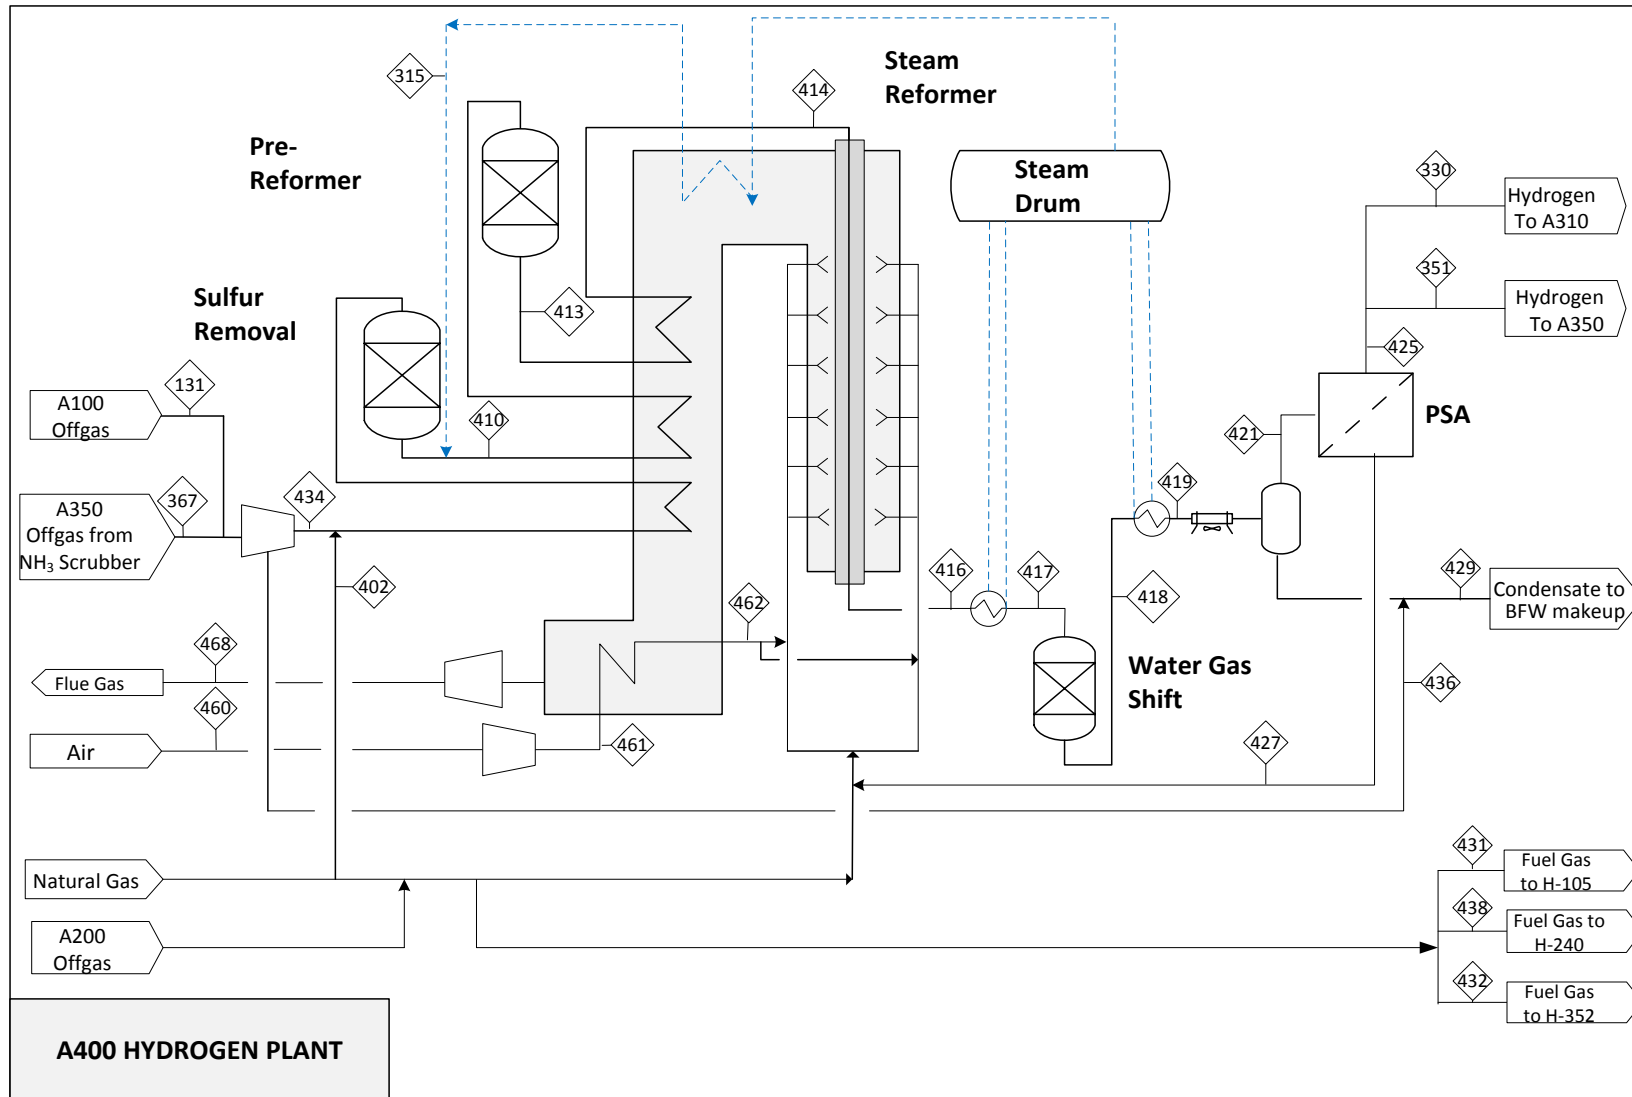 315
414
Steam
Reformer
Pre-
Reformer
Steam
Drum
330
Hydrogen
To A310
351
Hydrogen
To A350
Sulfur
Removal
413
425
131
A100
Offgas
410
421
PSA
367
434
419
A350
Offgas from
NH₃ Scrubber
402
462
416
417
418
429
Condensate to
BFW makeup
468
Flue Gas
460
Air
461
Water Gas
Shift
436
427
Natural Gas
A200
Offgas
431
Fuel Gas
to H-105
438
Fuel Gas to
H-240
432
Fuel Gas
to H-352
A400 HYDROGEN PLANT